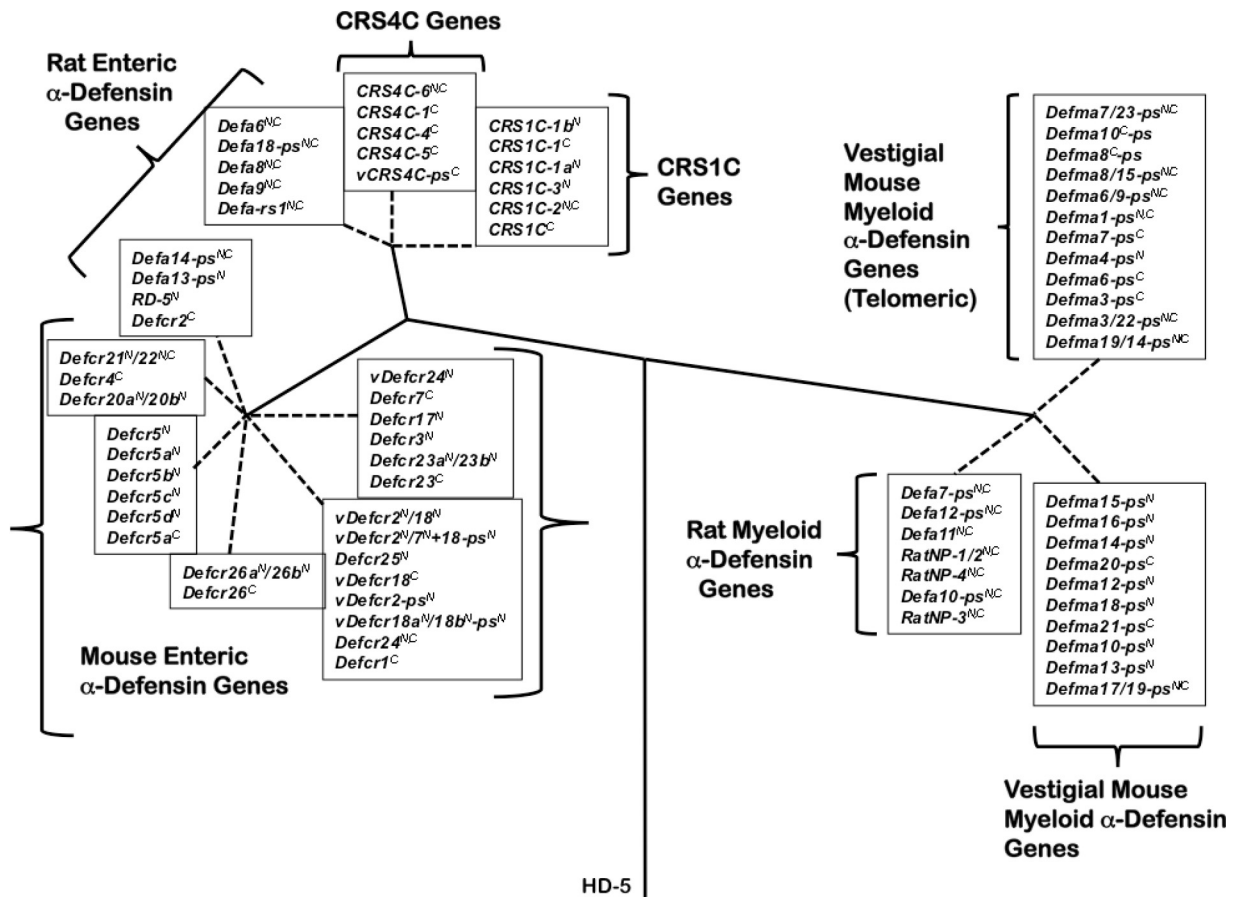 CRS4C Genes
Rat Enteric
α-Defensin
Genes
Defa6N,C
Defa18-psN,C
Defa8N,C
Defa9N,C
Defa-rs1N,C
CRS4C-6N,C
CRS4C-1C
CRS4C-4C
CRS4C-5C
vCRS4C-psC
CRS1C-1bN
CRS1C-1C
CRS1C-1aN
CRS1C-3N
CRS1C-2N,C
CRS1CC
CRS1C
Genes
Defa14-psN,C
Defa13-psN
RD-5N
Defcr2C
Defcr21N/22N,C
Defcr4C
Defcr20aN/20bN
Defcr5N
Defcr5aN
Defcr5bN
Defcr5cN
Defcr5dN
Defcr5aC
Defcr26aN/26bN
Defcr26C
vDefcr24N
Defcr7C
Defcr17N
Defcr3N
Defcr23aN/23bN
Defcr23C
vDefcr2N/18N
vDefcr2N/7N+18-psN
Defcr25N
vDefcr18C
vDefcr2-psN
vDefcr18aN/18bN-psN
Defcr24N,C
Defcr1C
Mouse Enteric
α-Defensin Genes
Vestigial
Mouse
Myeloid
α-Defensin
Genes
(Telomeric)
Defma7/23-psN,C
Defma10C-ps
Defma8C-ps
Defma8/15-psN,C
Defma6/9-psN,C
Defma1-psN,C
Defma7-psC
Defma4-psN
Defma6-psC
Defma3-psC
Defma3/22-psN,C
Defma19/14-psN,C
Rat Myeloid
α-Defensin
Genes
Defa7-psN,C
Defa12-psN,C
Defa11N,C
RatNP-1/2N,C
RatNP-4N,C
Defa10-psN,C
RatNP-3N,C
Defma15-psN
Defma16-psN
Defma14-psN
Defma20-psC
Defma12-psN
Defma18-psN
Defma21-psC
Defma10-psN
Defma13-psN
Defma17/19-psN,C
Vestigial Mouse
Myeloid α-Defensin
Genes
HD-5